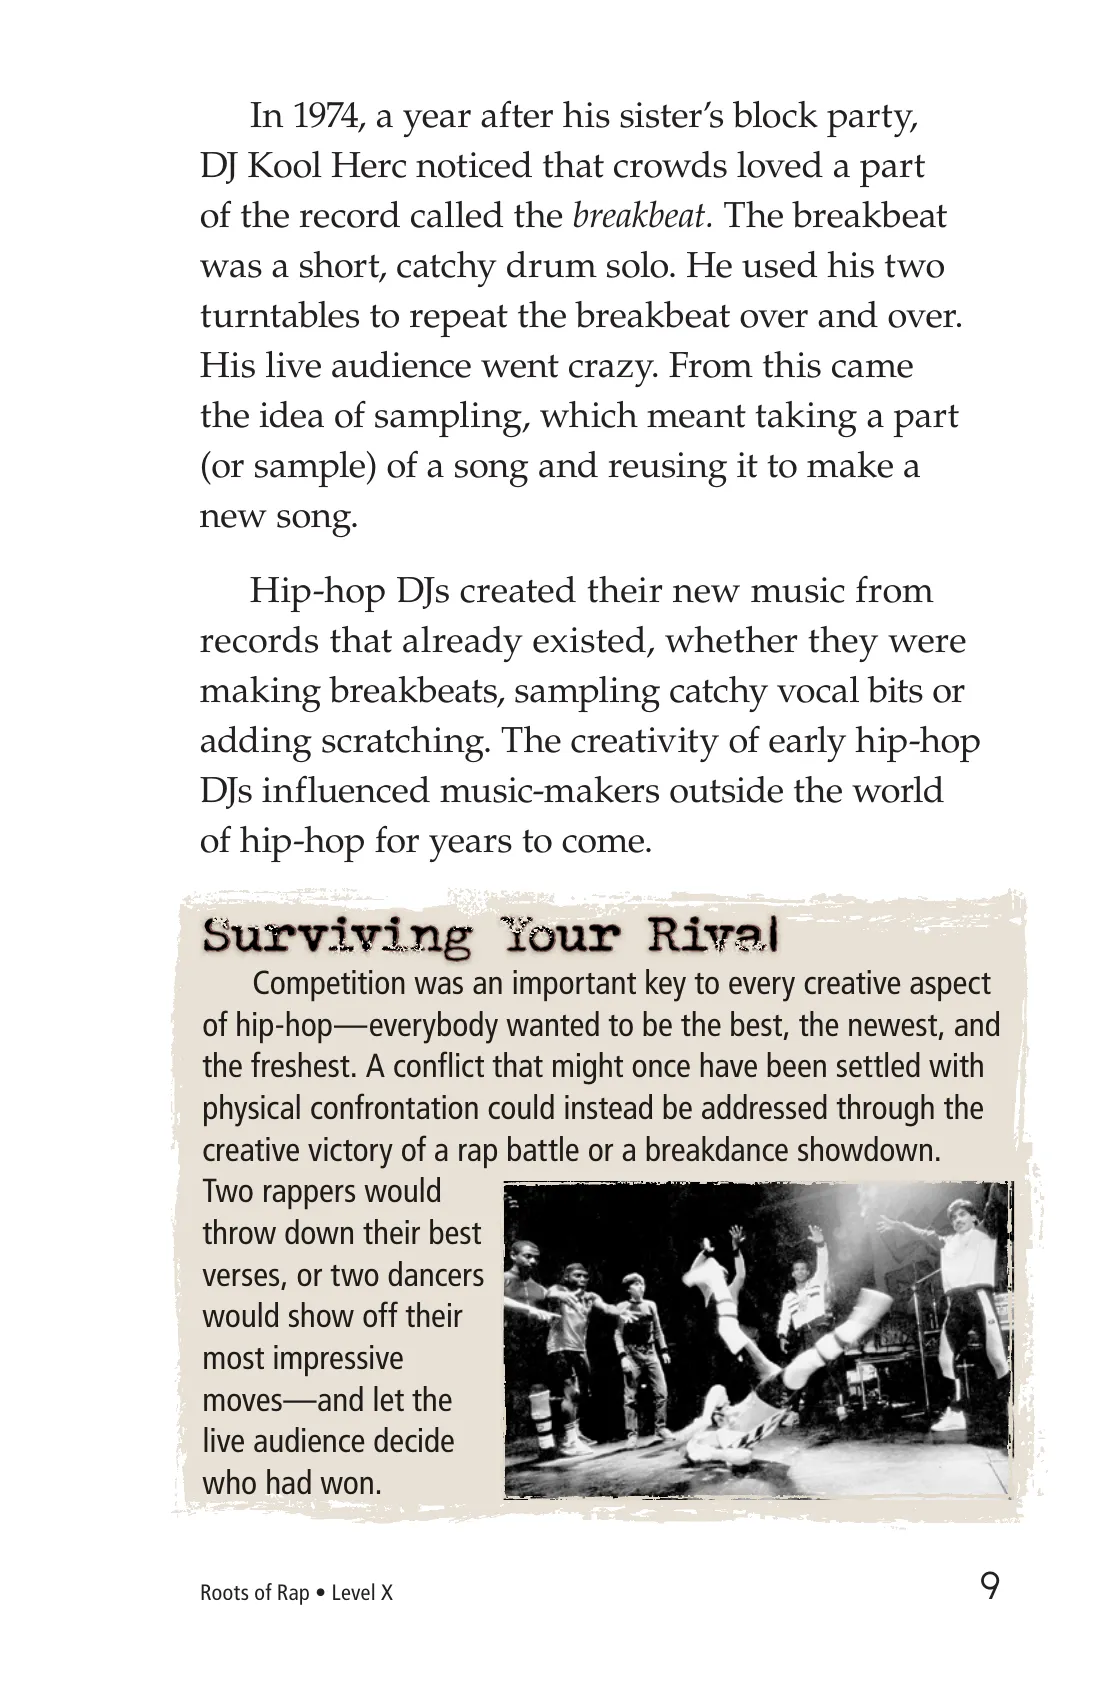 In 1974, a year after his sister’s block party,
DJ Kool Herc noticed that crowds loved a part
of the record called the breakbeat. The breakbeat
was a short, catchy drum solo. He used his two
turntables to repeat the breakbeat over and over.
His live audience went crazy. From this came
the idea of sampling, which meant taking a part
(or sample) of a song and reusing it to make a
new song.
Hip-hop DJs created their new music from
records that already existed, whether they were
making breakbeats, sampling catchy vocal bits or
adding scratching. The creativity of early hip-hop
DJs influenced music-makers outside the world
of hip-hop for years to come.
Surviving Your Rival
Competition was an important key to every creative aspect
of hip-hop—everybody wanted to be the best, the newest, and
the freshest. A conflict that might once have been settled with
physical confrontation could instead be addressed through the
creative victory of a rap battle or a breakdance showdown.
Two rappers would
throw down their best
verses, or two dancers
would show off their
most impressive
moves—and let the
live audience decide
who had won.
Roots of Rap • Level X
9